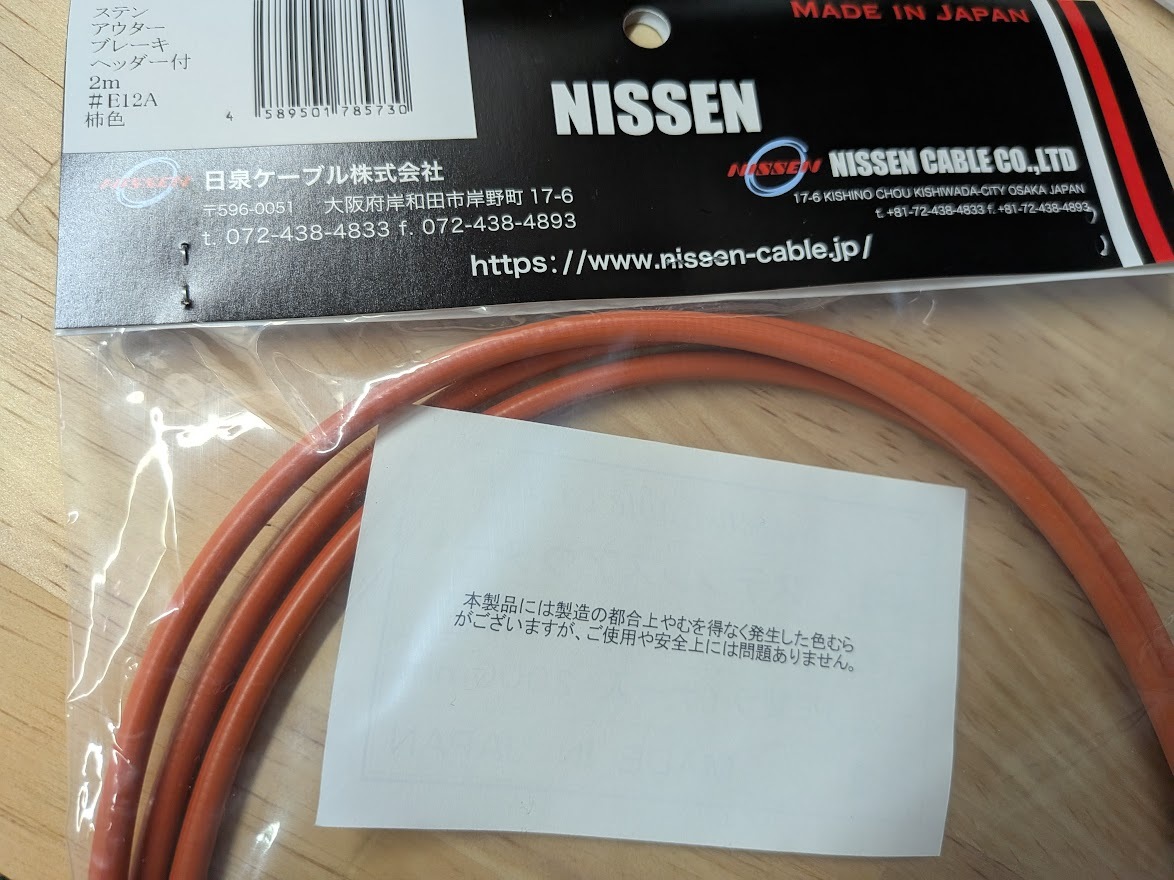 ステン
アウター
ブレーキ
ヘッダー付
2m
#E12A
柿色
4 589501 785730
MADE IN JAPAN
NISSEN
NISSEN
日泉ケーブル株式会社
〒596-0051 大阪府岸和田市岸野町 17-6
t. 072-438-4833 f. 072-438-4893
NISSEN
NISSEN CABLE CO.,LTD
17-6 KISHINO CHOU KISHIWADA-CITY OSAKA JAPAN
t. +81-72-438-4833 f. +81-72-438-4893
https://www.nissen-cable.jp/
本製品には製造の都合上やむを得なく発生した色むら
がございますが、ご使用や安全上には問題ありません。